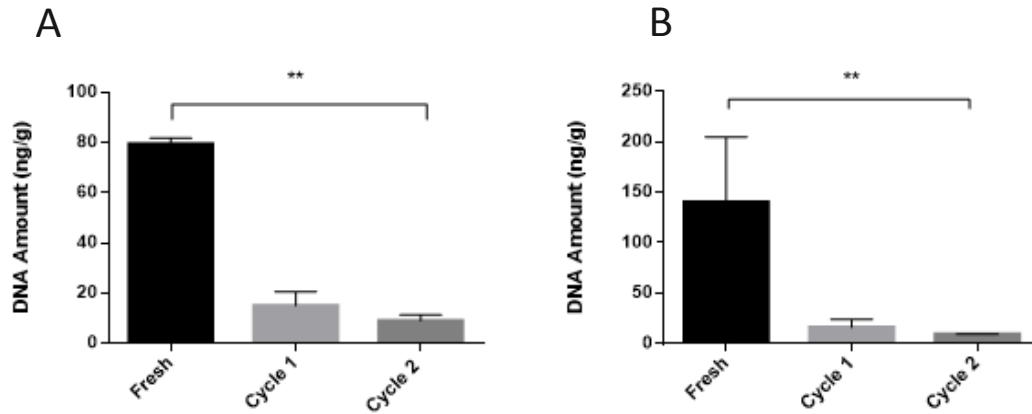 A
**
DNA Amount (ng/g)
100
80
60
40
20
0
Fresh
Cycle 1
Cycle 2
B
**
DNA Amount (ng/g)
250
200
150
100
50
0
Fresh
Cycle 1
Cycle 2